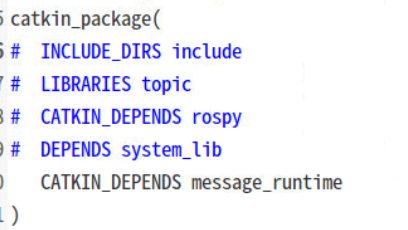 catkin_package(
#  INCLUDE_DIRS include
#  LIBRARIES topic
#  CATKIN_DEPENDS rospy
#  DEPENDS system_lib
   CATKIN_DEPENDS message_runtime
)